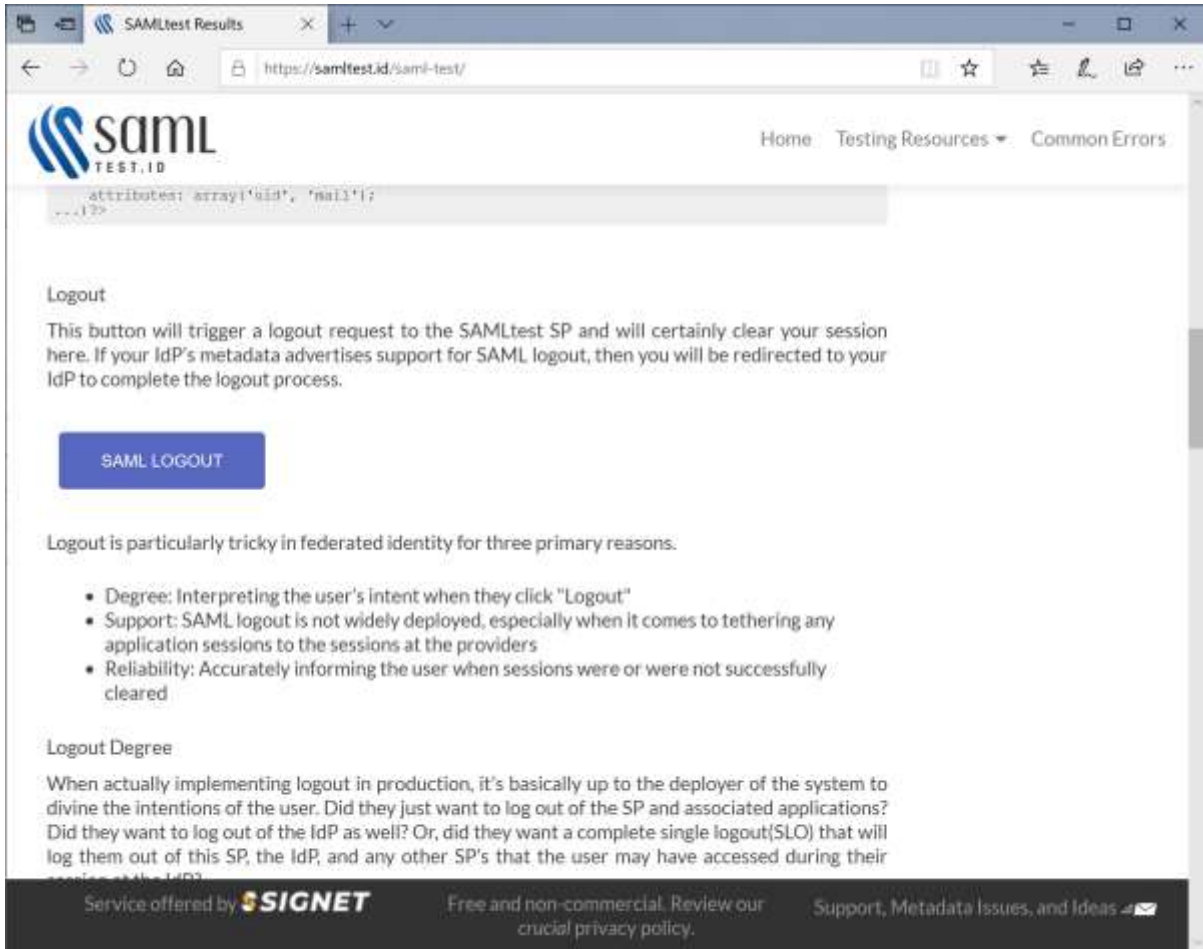 SAMLtest Results
https://samltest.id/saml-test/
saml
TEST.ID
Home Testing Resources Common Errors
attributes: array('uid', 'mail');
...)?>
Logout
This button will trigger a logout request to the SAMLtest SP and will certainly clear your session
here. If your IdP's metadata advertises support for SAML logout, then you will be redirected to your
IdP to complete the logout process.
SAML LOGOUT
Logout is particularly tricky in federated identity for three primary reasons.
• Degree: Interpreting the user's intent when they click "Logout"
• Support: SAML logout is not widely deployed, especially when it comes to tethering any
application sessions to the sessions at the providers
• Reliability: Accurately informing the user when sessions were or were not successfully
cleared
Logout Degree
When actually implementing logout in production, it's basically up to the deployer of the system to
divine the intentions of the user. Did they just want to log out of the SP and associated applications?
Did they want to log out of the IdP as well? Or, did they want a complete single logout(SLO) that will
log them out of this SP, the IdP, and any other SP's that the user may have accessed during their
session at the IdP?
Service offered by SIGNET
Free and non-commercial. Review our
crucial privacy policy.
Support, Metadata Issues, and Ideas